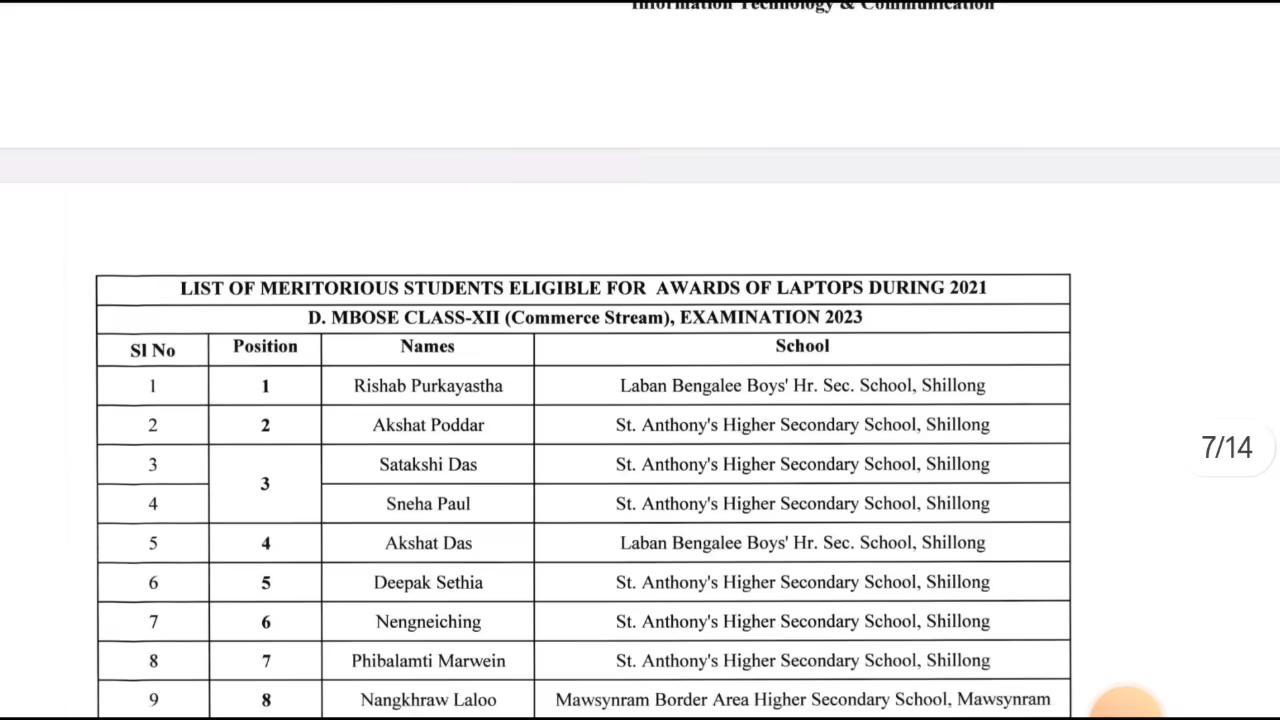 Information Technology & Communication
LIST OF MERITORIOUS STUDENTS ELIGIBLE FOR AWARDS OF LAPTOPS DURING 2021
D. MBOSE CLASS-XII (Commerce Stream), EXAMINATION 2023
Sl No Position Names School
1 1 Rishab Purkayastha Laban Bengalee Boys' Hr. Sec. School, Shillong
2 2 Akshat Poddar St. Anthony's Higher Secondary School, Shillong
3 3 Satakshi Das St. Anthony's Higher Secondary School, Shillong
4 Sneha Paul St. Anthony's Higher Secondary School, Shillong
5 4 Akshat Das Laban Bengalee Boys' Hr. Sec. School, Shillong
6 5 Deepak Sethia St. Anthony's Higher Secondary School, Shillong
7 6 Nengneiching St. Anthony's Higher Secondary School, Shillong
8 7 Phibalamti Marwein St. Anthony's Higher Secondary School, Shillong
9 8 Nangkhraw Laloo Mawsynram Border Area Higher Secondary School, Mawsynram
7/14